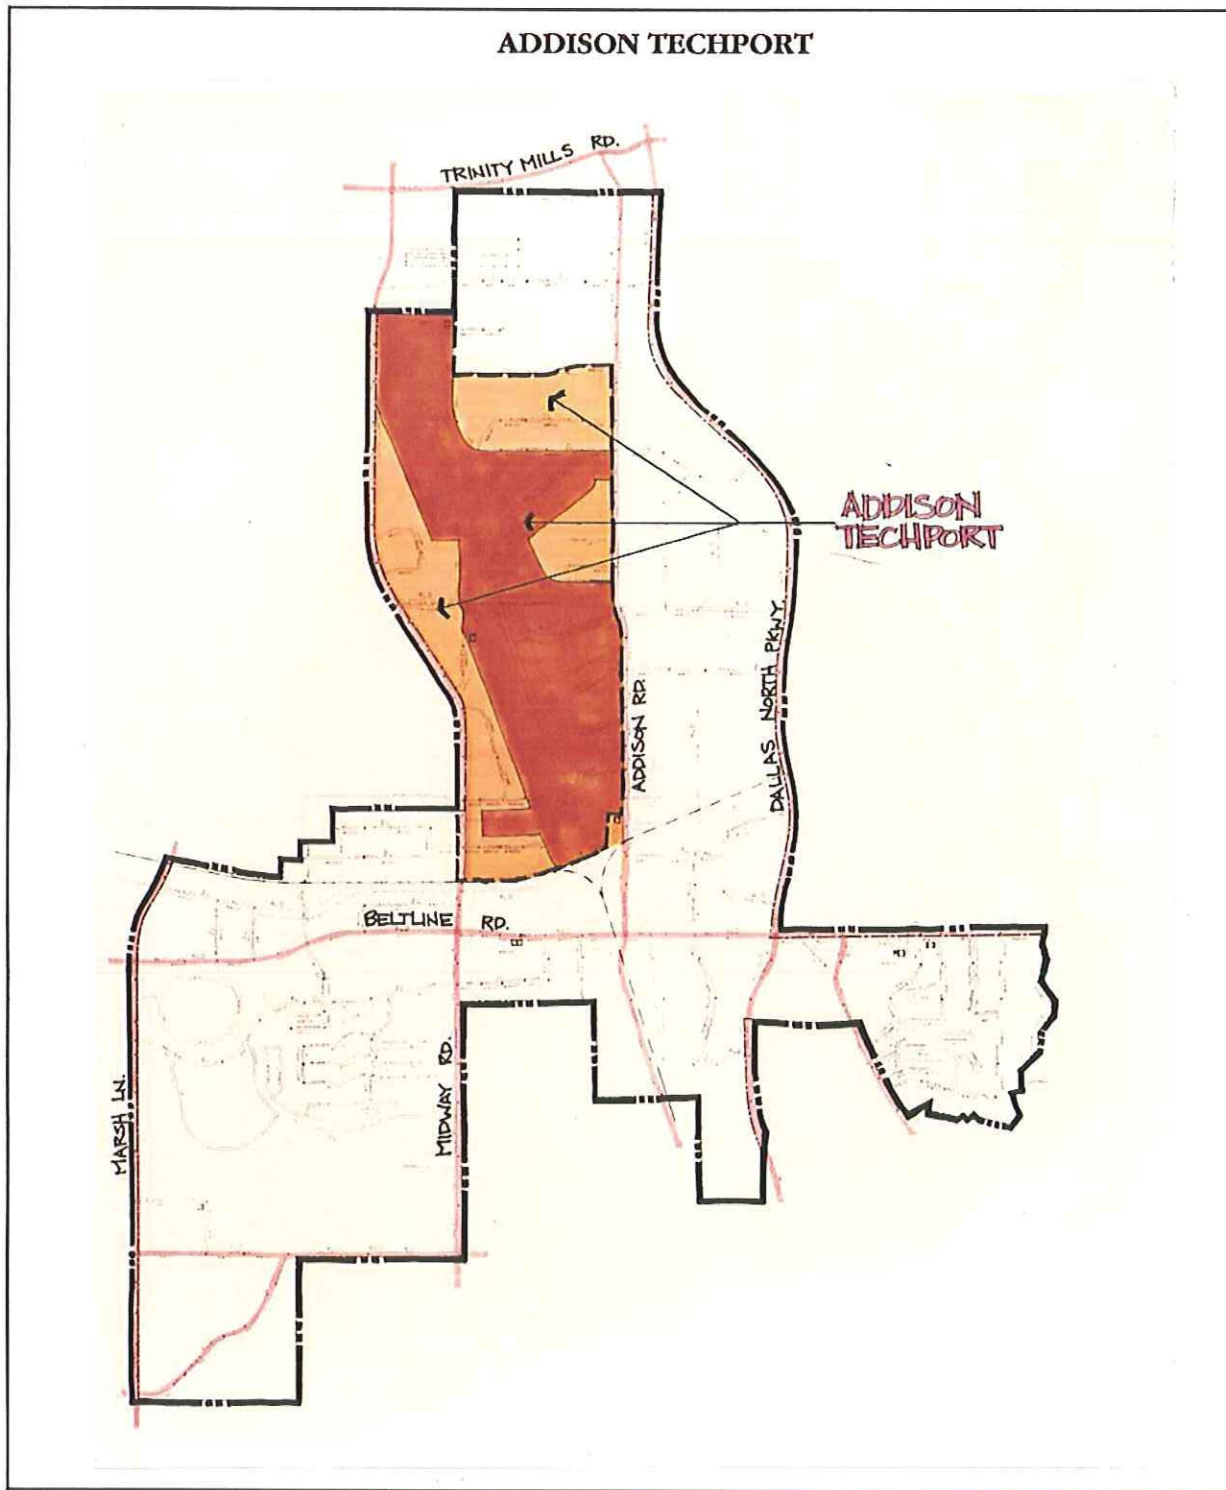 ADDISON TECHPORT
TRINITY MILLS RD.
ADDISON
TECHPORT
ADDISON RD.
DALLAS NORTH PKWY.
BELTLINE RD.
MARSH LN.
MIDWAY RD.